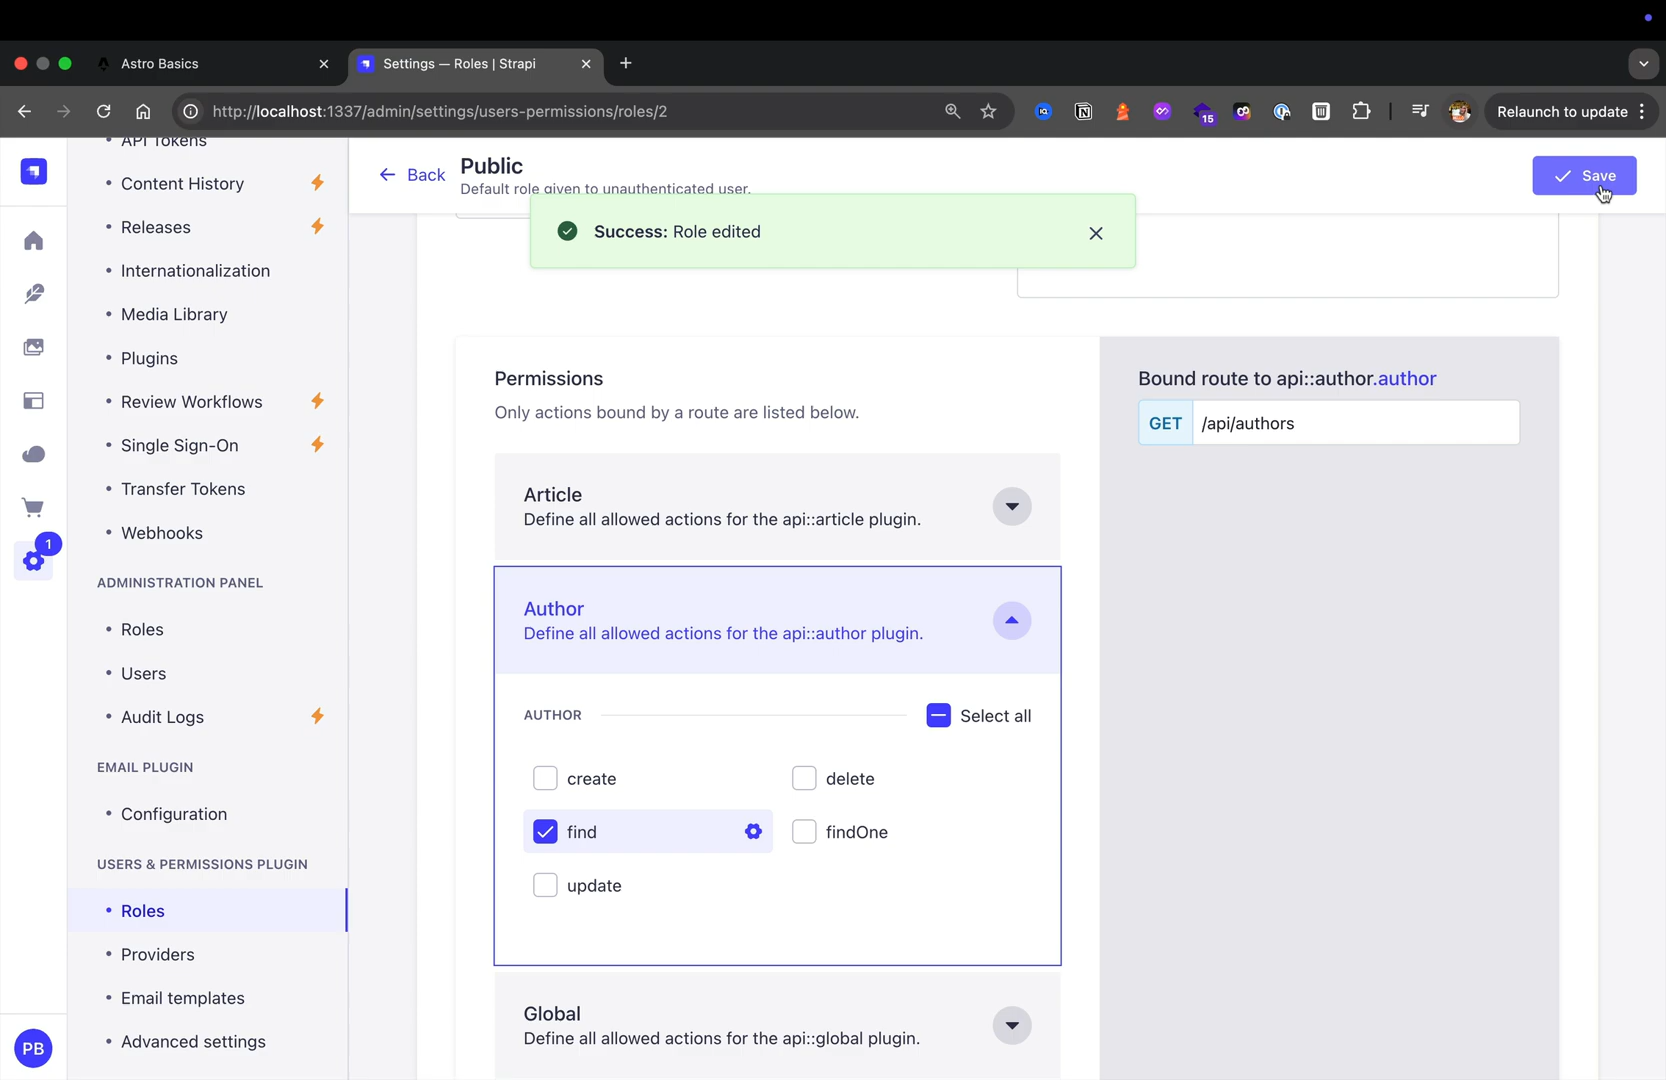 Astro Basics
Settings — Roles | Strapi
http://localhost:1337/admin/settings/users-permissions/roles/2
15
Relaunch to update
API Tokens
Content History
Releases
Internationalization
Media Library
Plugins
Review Workflows
Single Sign-On
Transfer Tokens
Webhooks
1
ADMINISTRATION PANEL
Roles
Users
Audit Logs
EMAIL PLUGIN
Configuration
USERS & PERMISSIONS PLUGIN
Roles
Providers
Email templates
Advanced settings
PB
Back
Public
Default role given to unauthenticated user.
Save
Success: Role edited
Permissions
Only actions bound by a route are listed below.
Article
Define all allowed actions for the api::article plugin.
Author
Define all allowed actions for the api::author plugin.
AUTHOR
Select all
create
delete
find
findOne
update
Global
Define all allowed actions for the api::global plugin.
Bound route to api::author.author
GET /api/authors